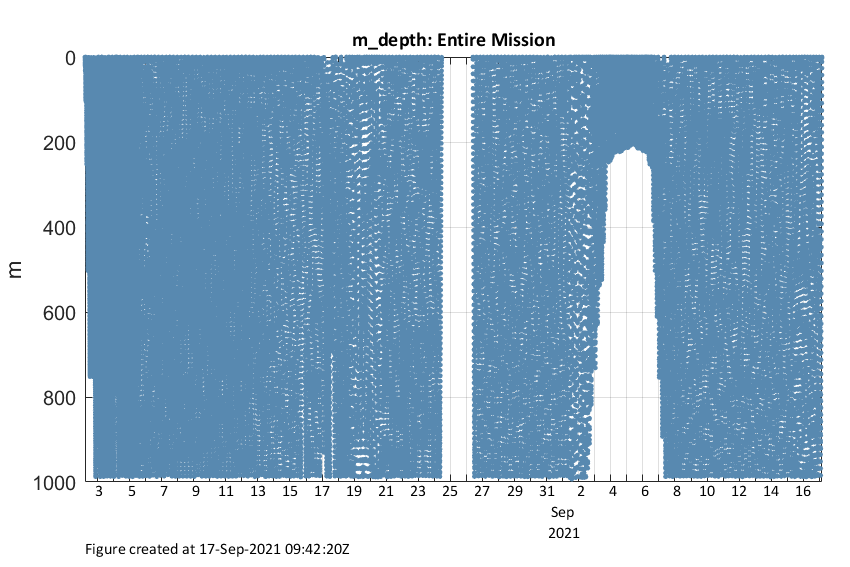 m_depth: Entire Mission
0
200
400
600
800
1000
m
3 5 7 9 11 13 15 17 19 21 23 25 27 29 31 2 4 6 8 10 12 14 16
Sep
2021
Figure created at 17-Sep-2021 09:42:20Z